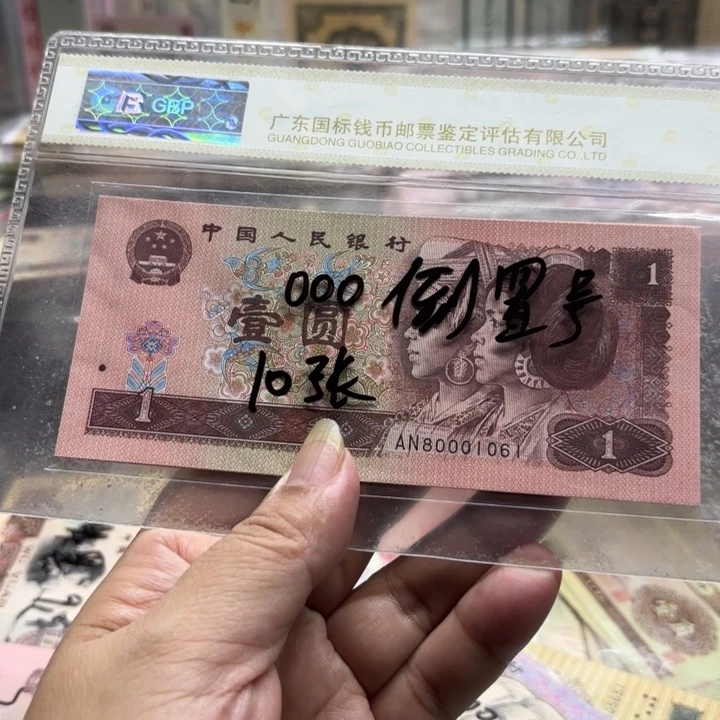 GBP
广东国标钱币邮票鉴定评估有限公司
GUANGDONG GUOBIAO COLLECTIBLES GRADING CO.,LTD
中国人民银行
1
000 倒置号
壹圆
10张
1
AN80001061
1